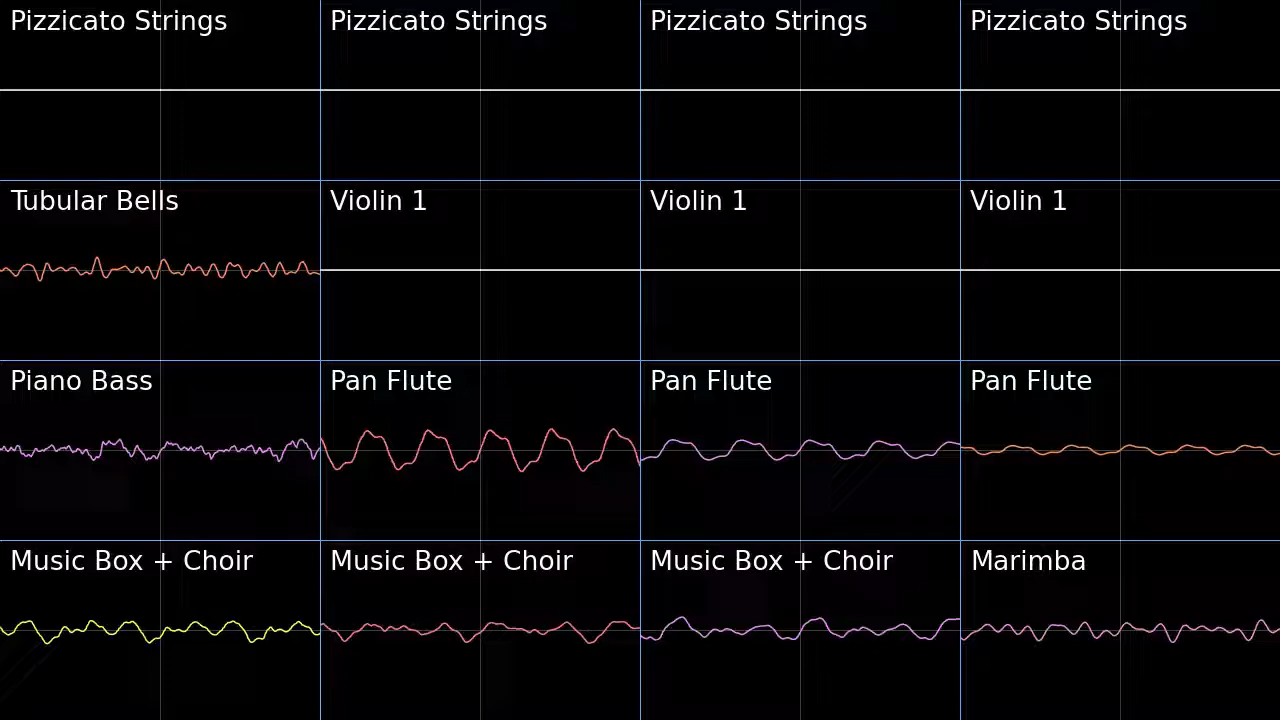 Pizzicato Strings Pizzicato Strings Pizzicato Strings Pizzicato Strings
Tubular Bells Violin 1 Violin 1 Violin 1
Piano Bass Pan Flute Pan Flute Pan Flute
Music Box + Choir Music Box + Choir Music Box + Choir Marimba